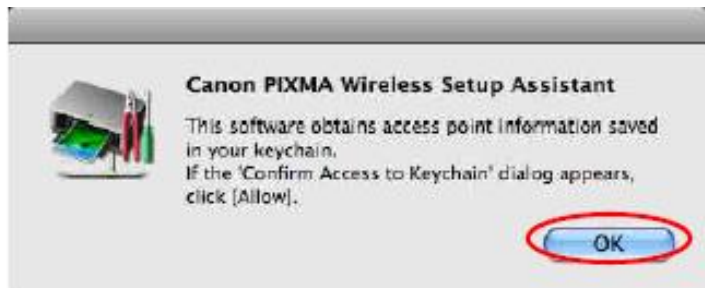 Canon PIXMA Wireless Setup Assistant
This software obtains access point information saved
in your keychain.
If the 'Confirm Access to Keychain' dialog appears,
click [Allow].
OK